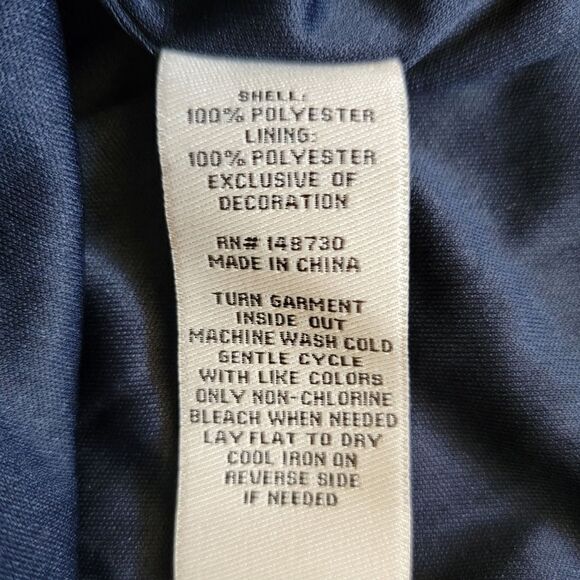 SHELL:
100% POLYESTER
LINING:
100% POLYESTER
EXCLUSIVE OF
DECORATION
RN# 148730
MADE IN CHINA
TURN GARMENT
INSIDE OUT
MACHINE WASH COLD
GENTLE CYCLE
WITH LIKE COLORS
ONLY NON-CHLORINE
BLEACH WHEN NEEDED
LAY FLAT TO DRY
COOL IRON ON
REVERSE SIDE
IF NEEDED